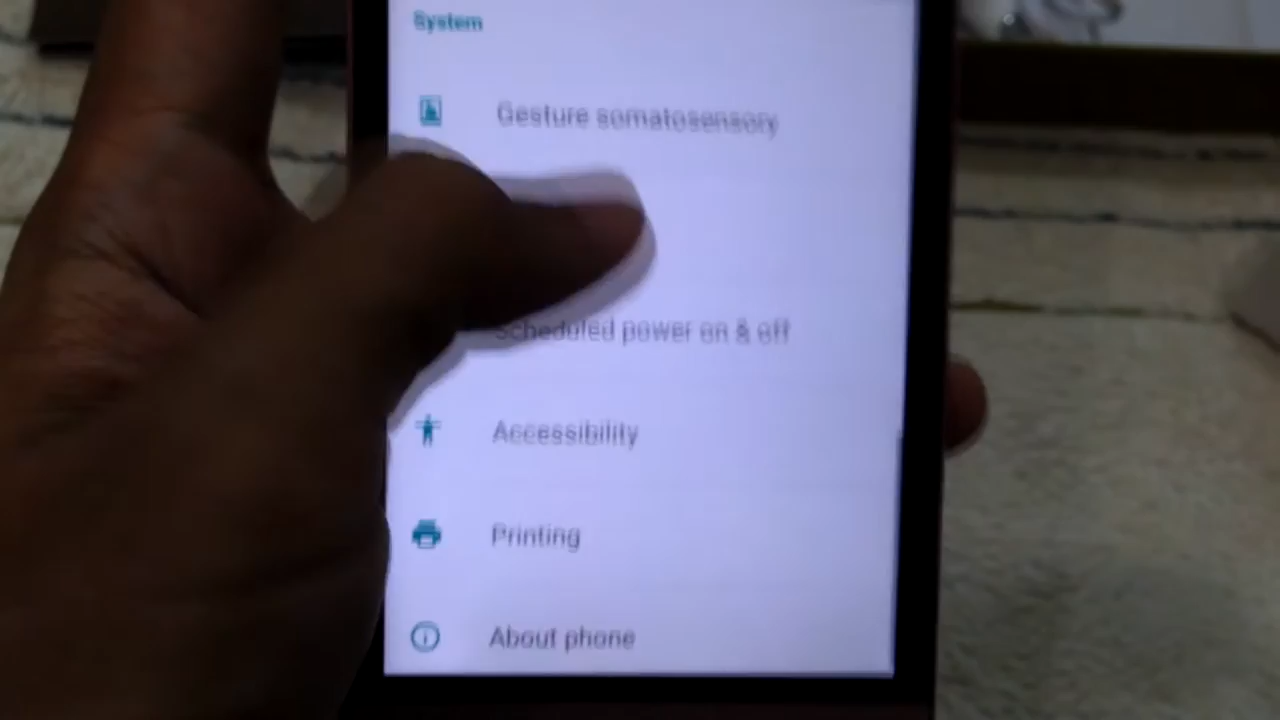 System
Gesture somatosensory
Scheduled power on & off
Accessibility
Printing
About phone